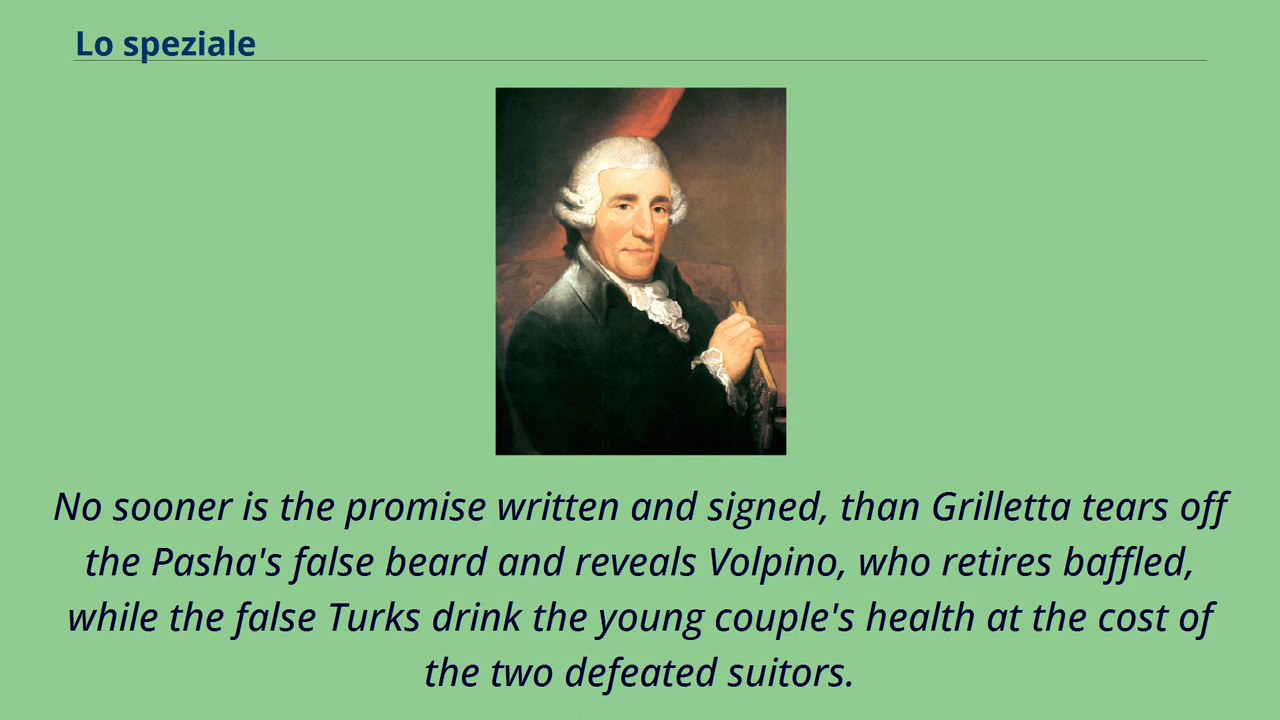 Lo speziale
No sooner is the promise written and signed, than Grilletta tears off
the Pasha's false beard and reveals Volpino, who retires baffled,
while the false Turks drink the young couple's health at the cost of
the two defeated suitors.